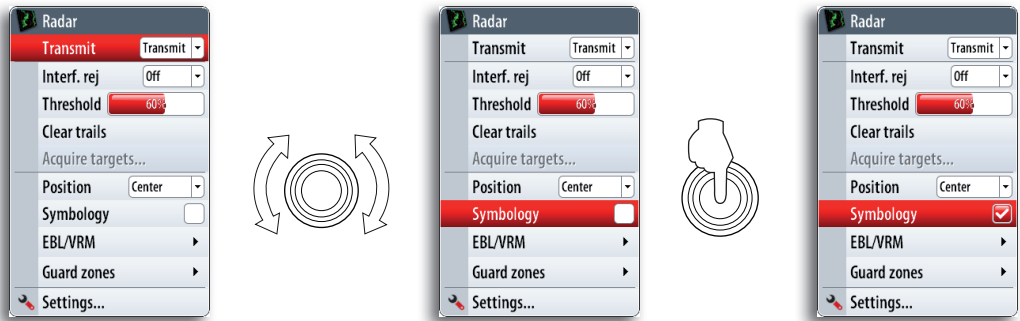 Radar
Transmit Transmit
Interf. rej Off
Threshold 60%
Clear trails
Acquire targets...
Position Center
Symbology
EBL/VRM
Guard zones
Settings...
Radar
Transmit Transmit
Interf. rej Off
Threshold 60%
Clear trails
Acquire targets...
Position Center
Symbology
EBL/VRM
Guard zones
Settings...
Radar
Transmit Transmit
Interf. rej Off
Threshold 60%
Clear trails
Acquire targets...
Position Center
Symbology
EBL/VRM
Guard zones
Settings...